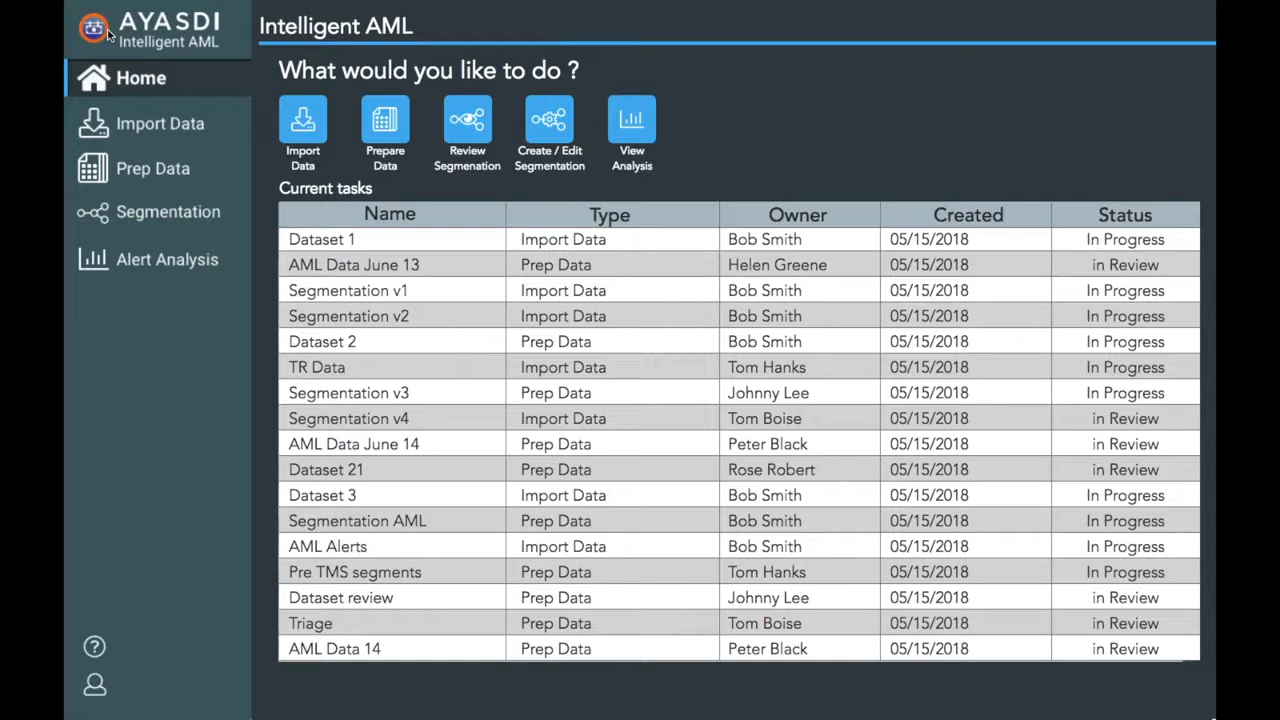 AYASDI
Intelligent AML
Home
Import Data
Prep Data
Segmentation
Alert Analysis
?
Intelligent AML
What would you like to do ?
Import Data
Prepare Data
Review Segmenation
Create / Edit Segmentation
View Analysis
Current tasks
Name Type Owner Created Status
Dataset 1 Import Data Bob Smith 05/15/2018 In Progress
AML Data June 13 Prep Data Helen Greene 05/15/2018 in Review
Segmentation v1 Import Data Bob Smith 05/15/2018 In Progress
Segmentation v2 Import Data Bob Smith 05/15/2018 In Progress
Dataset 2 Prep Data Bob Smith 05/15/2018 In Progress
TR Data Import Data Tom Hanks 05/15/2018 In Progress
Segmentation v3 Prep Data Johnny Lee 05/15/2018 In Progress
Segmentation v4 Import Data Tom Boise 05/15/2018 in Review
AML Data June 14 Prep Data Peter Black 05/15/2018 in Review
Dataset 21 Prep Data Rose Robert 05/15/2018 in Review
Dataset 3 Import Data Bob Smith 05/15/2018 In Progress
Segmentation AML Prep Data Bob Smith 05/15/2018 In Progress
AML Alerts Import Data Bob Smith 05/15/2018 In Progress
Pre TMS segments Prep Data Tom Hanks 05/15/2018 In Progress
Dataset review Prep Data Johnny Lee 05/15/2018 in Review
Triage Prep Data Tom Boise 05/15/2018 in Review
AML Data 14 Prep Data Peter Black 05/15/2018 in Review